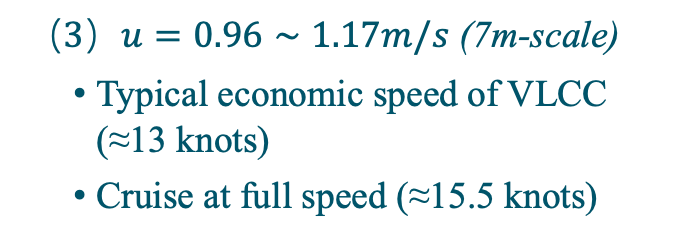 (3) u = 0.96 ~ 1.17m/s (7m-scale)
• Typical economic speed of VLCC
(≈13 knots)
• Cruise at full speed (≈15.5 knots)